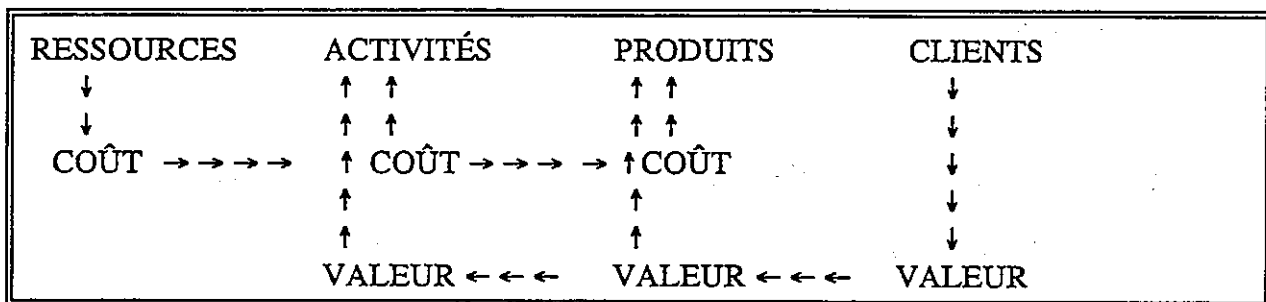 RESSOURCES ACTIVITÉS PRODUITS CLIENTS
↓ ↑ ↑ ↑ ↑ ↓
↓ ↑ ↑ ↑ ↑ ↓
COÛT →→→→ ↑ COÛT →→→ → ↑ COÛT ↓
↑ ↑ ↓
↑ ↑ ↓
VALEUR ←←← VALEUR ←←← VALEUR